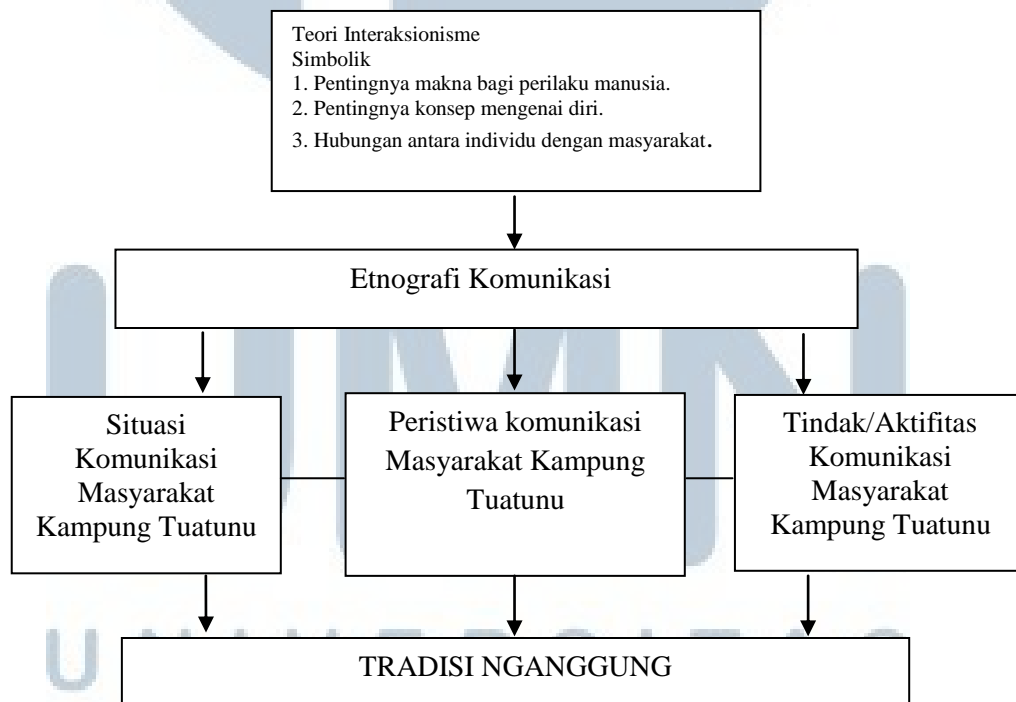 Teori Interaksionisme
Simbolik
1. Pentingnya makna bagi perilaku manusia.
2. Pentingnya konsep mengenai diri.
3. Hubungan antara individu dengan masyarakat.
Etnografi Komunikasi
Situasi
Komunikasi
Masyarakat
Kampung Tuatunu
Peristiwa komunikasi
Masyarakat Kampung
Tuatunu
Tindak/Aktifitas
Komunikasi
Masyarakat
Kampung Tuatunu
TRADISI NGANGGUNG